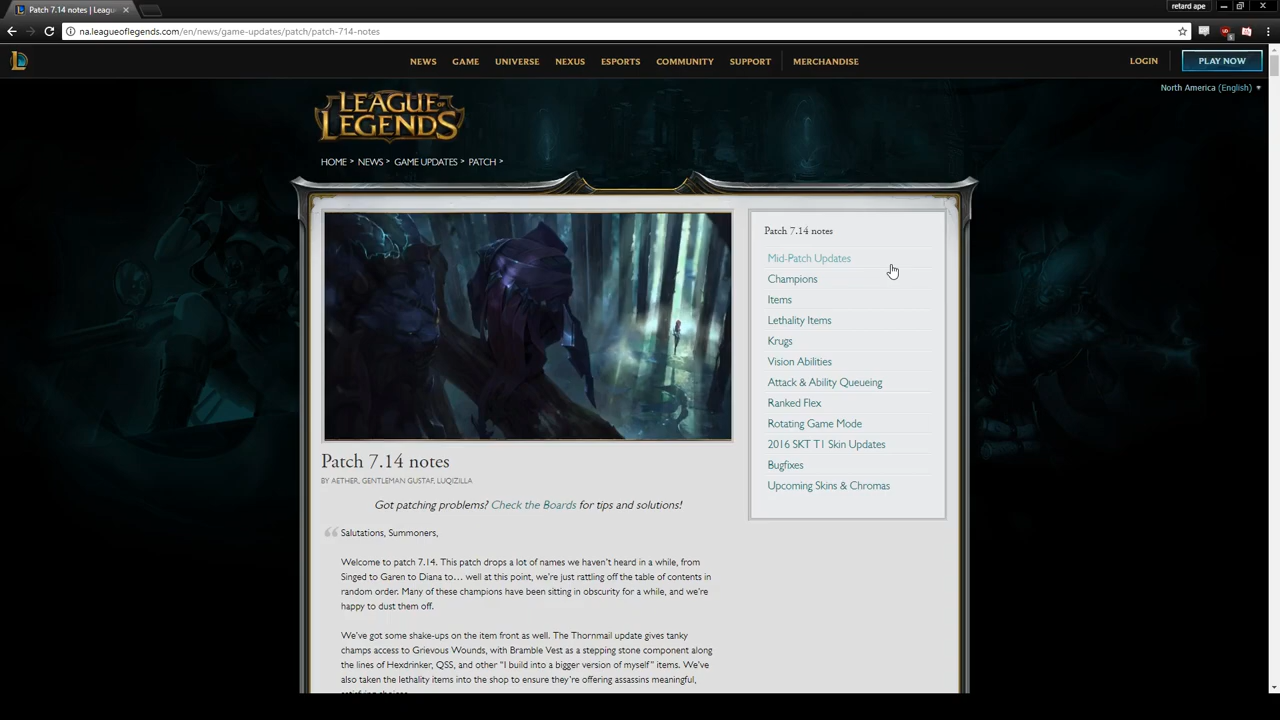 Patch 7.14 notes | Leagu
retard ape
na.leagueoflegends.com/en/news/game-updates/patch/patch-714-notes
NEWS GAME UNIVERSE NEXUS ESPORTS COMMUNITY SUPPORT MERCHANDISE LOGIN PLAY NOW
North America (English)
LEAGUE OF LEGENDS
HOME > NEWS > GAME UPDATES > PATCH >
Patch 7.14 notes
Mid-Patch Updates
Champions
Items
Lethality Items
Krugs
Vision Abilities
Attack & Ability Queueing
Ranked Flex
Rotating Game Mode
2016 SKT T1 Skin Updates
Bugfixes
Upcoming Skins & Chromas
Patch 7.14 notes
BY AETHER, GENTLEMAN GUSTAF, LUQIZILLA
Got patching problems? Check the Boards for tips and solutions!
Salutations, Summoners,
Welcome to patch 7.14. This patch drops a lot of names we haven't heard in a while, from
Singed to Garen to Diana to… well at this point, we're just rattling off the table of contents in
random order. Many of these champions have been sitting in obscurity for a while, and we're
happy to dust them off.
We've got some shake-ups on the item front as well. The Thornmail update gives tanky
champs access to Grievous Wounds, with Bramble Vest as a stepping stone component along
the lines of Hexdrinker, QSS, and other "I build into a bigger version of myself" items. We've
also taken the lethality items into the shop to ensure they're offering assassins meaningful,